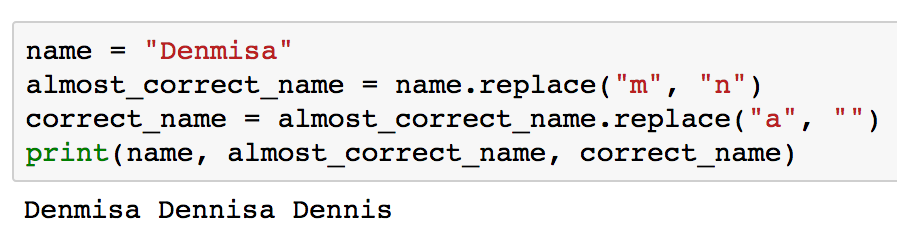 name = "Denmisa"
almost_correct_name = name.replace("m", "n")
correct_name = almost_correct_name.replace("a", "")
print(name, almost_correct_name, correct_name)
Denmisa Dennisa Dennis